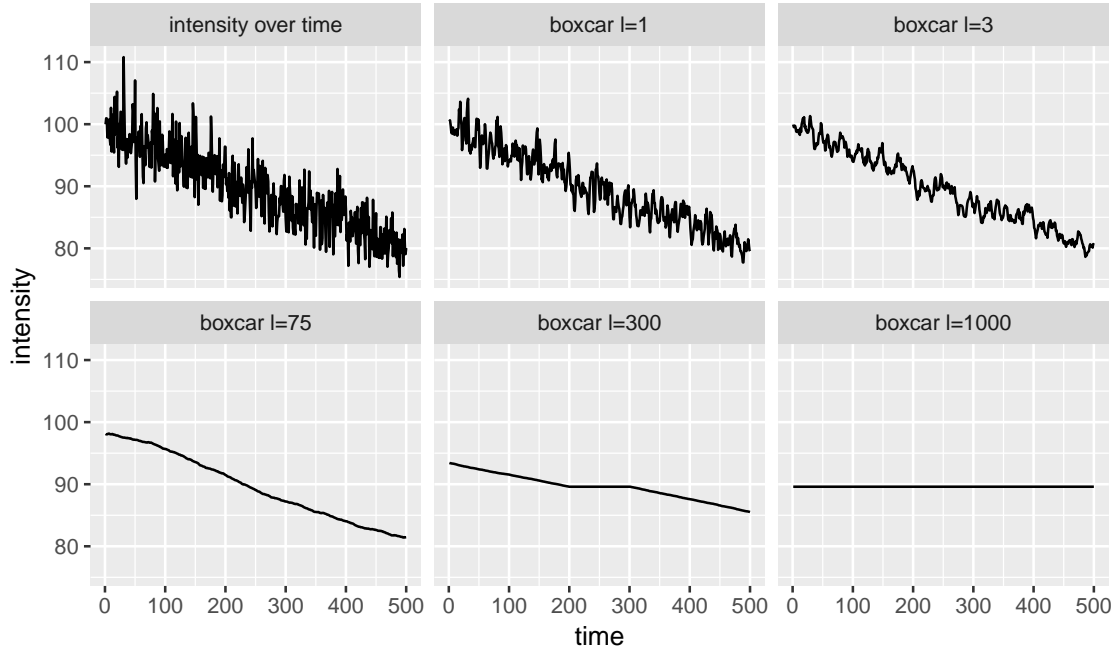 intensity over time
boxcar l=1
boxcar l=3
110
100
90
80
boxcar l=75
boxcar l=300
boxcar l=1000
110
100
90
80
0 100 200 300 400 500
0 100 200 300 400 500
0 100 200 300 400 500
time
intensity